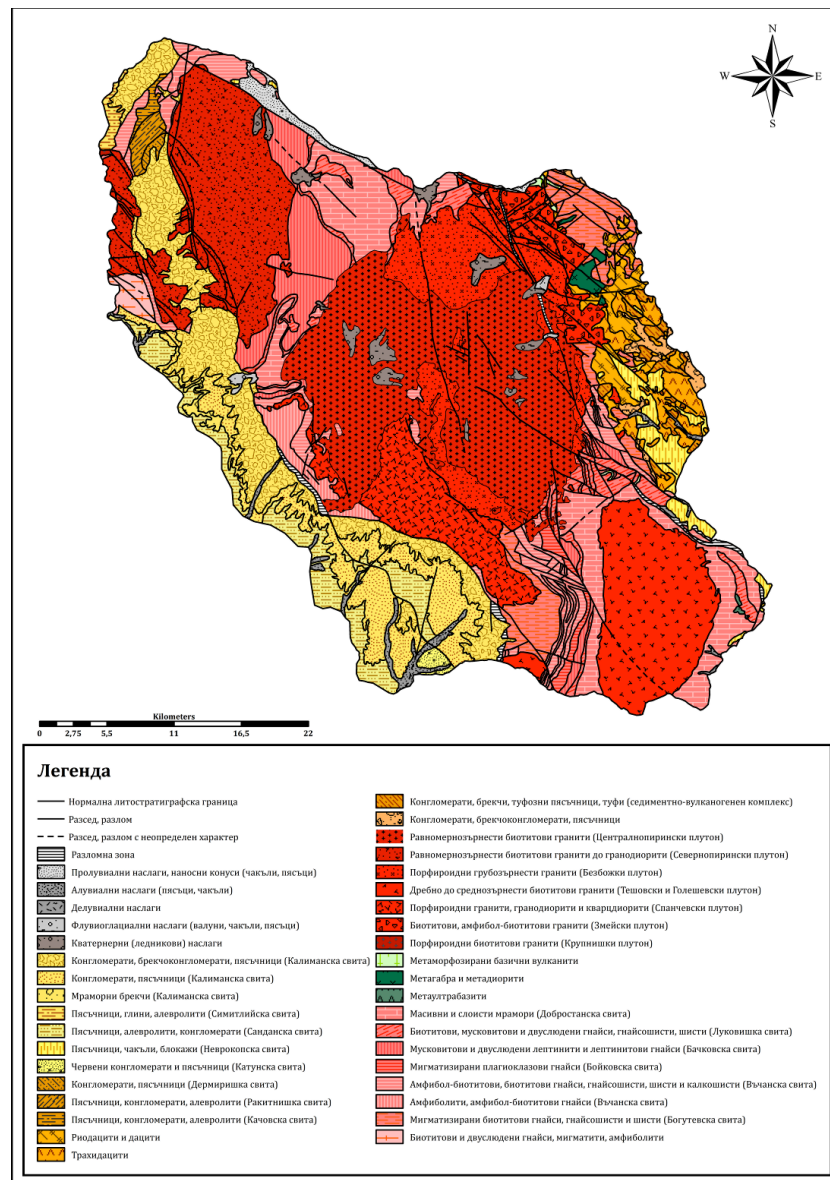 N
W
E
S
Kilometers
0 2,75 5,5 11 16,5 22
Легенда
Нормална литостратиграфска граница
Разсед, разлом
Разсед, разлом с неопределен характер
Разломна зона
Пролувиални наслаги, наносни конуси (чакъли, пясъци)
Алувиални наслаги (пясъци, чакъли)
Делувиални наслаги
Флувиоглациални наслаги (валуни, чакъли, пясъци)
Кватернерни (ледникови) наслаги
Конгломерати, брекчоконгломерати, пясъчници (Калиманска свита)
Конгломерати, пясъчници (Калиманска свита)
Мраморни брекчи (Калиманска свита)
Пясъчници, глини, алевролити (Симитлийска свита)
Пясъчници, алевролити, конгломерати (Санданска свита)
Пясъчници, чакъли, блокажи (Неврокопска свита)
Червени конгломерати и пясъчници (Катунска свита)
Конгломерати, пясъчници (Дермиришка свита)
Пясъчници, конгломерати, алевролити (Ракитнишка свита)
Пясъчници, конгломерати, алевролити (Качовска свита)
Риодацити и дацити
Трахидацити
Конгломерати, брекчи, туфозни пясъчници, туфи (седиментно-вулканогенен комплекс)
Конгломерати, брекчоконгломерати, пясъчници
Равномернозърнести биотитови гранити (Централнопирински плутон)
Равномернозърнести биотитови гранити до гранодиорити (Севернопирински плутон)
Порфироидни грубозърнести гранити (Безбожки плутон)
Дребно до среднозърнести биотитови гранити (Тешовски и Голешевски плутон)
Порфироидни гранити, гранодиорити и кварцдиорити (Спанчевски плутон)
Биотитови, амфибол-биотитови гранити (Змейски плутон)
Порфироидни биотитови гранити (Крупнишки плутон)
Метаморфозирани базични вулканити
Метагабра и метадиорити
Метаултрабазити
Масивни и слоисти мрамори (Добростанска свита)
Биотитови, мусковитови и двуслюдени гнайси, гнайсошисти, шисти (Луковишка свита)
Мусковитови и двуслюдени лептинити и лептинитови гнайси (Бачковска свита)
Мигматизирани плагиоклазови гнайси (Бойковска свита)
Амфибол-биотитови, биотитови гнайси, гнайсошисти, шисти и калкошисти (Въчанска свита)
Амфиболити, амфибол-биотитови гнайси (Въчанска свита)
Мигматизирани биотитови гнайси, гнайсошисти и шисти (Богутевска свита)
Биотитови и двуслюдени гнайси, мигматити, амфиболити